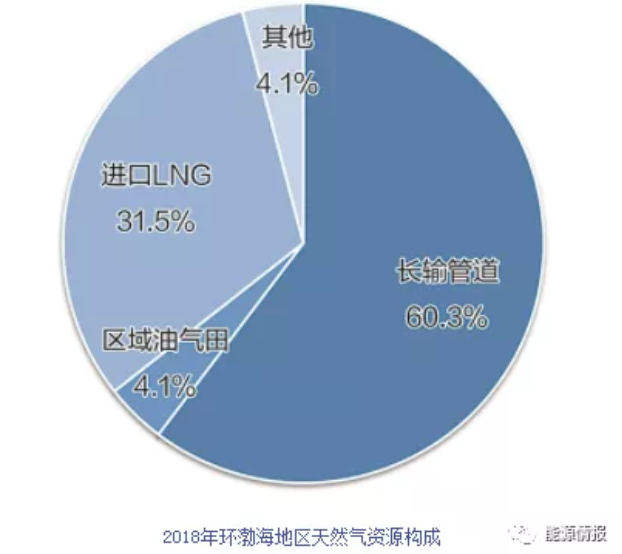 其他
4.1%
进口LNG
31.5%
长输管道
60.3%
区域油气田
4.1%
2018年环渤海地区天然气资源构成
能源情报